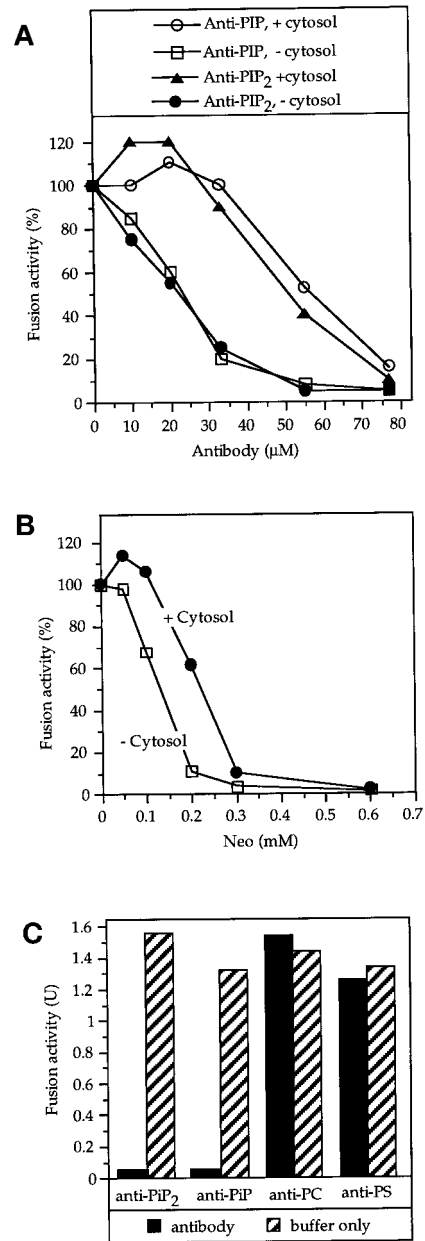 A
Anti-PIP, + cytosol
Anti-PIP, - cytosol
Anti-PIP2 +cytosol
Anti-PIP2, - cytosol
120
100
80
60
40
20
0
Fusion activity (%)
0 10 20 30 40 50 60 70 80
Antibody (µM)
B
120
100
80
60
40
20
0
Fusion activity (%)
+ Cytosol
- Cytosol
0 0.1 0.2 0.3 0.4 0.5 0.6 0.7
Neo (mM)
C
1.6
1.4
1.2
1
0.8
0.6
0.4
0.2
0
Fusion activity (U)
anti-PiP2 anti-PiP anti-PC anti-PS
antibody buffer only